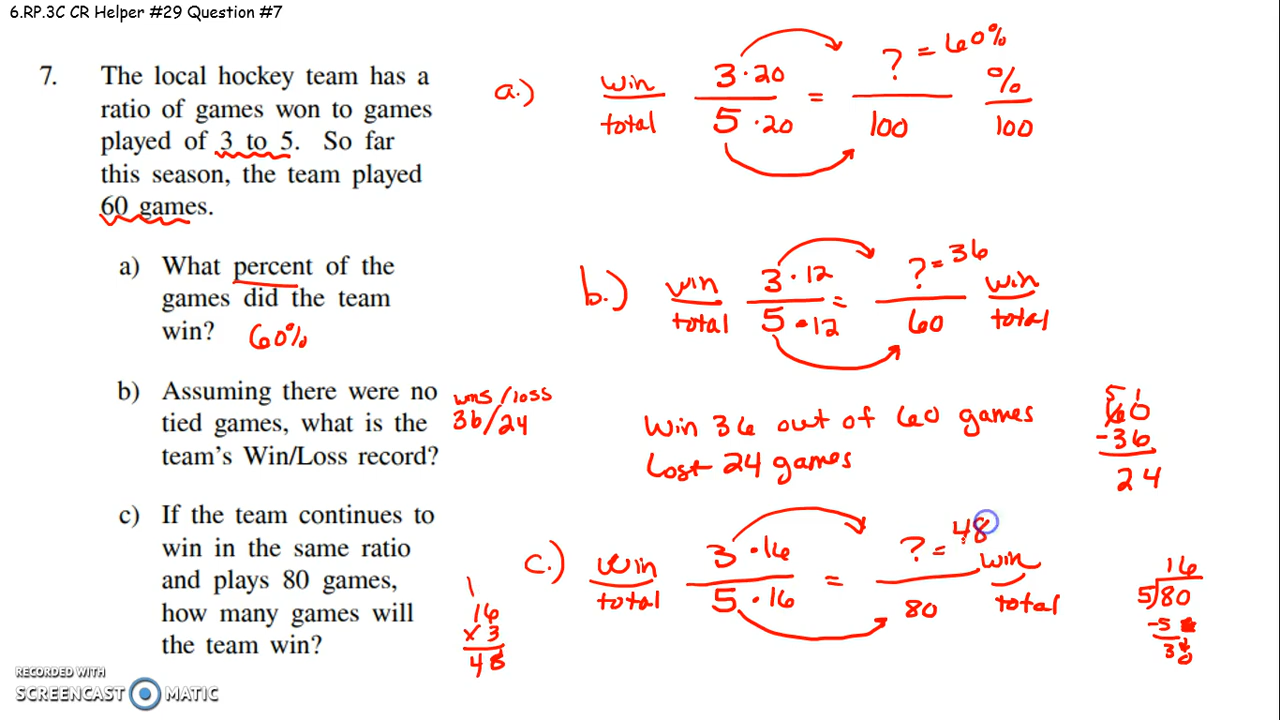 6.RP.3C CR Helper #29 Question #7
7. The local hockey team has a
ratio of games won to games
played of 3 to 5. So far
this season, the team played
60 games.
a) What percent of the
games did the team
win? 60%
b) Assuming there were no
tied games, what is the
team's Win/Loss record?
wins/loss
36/24
c) If the team continues to
win in the same ratio
and plays 80 games,
how many games will
the team win?
1
16
x 3
48
a.) win/total 3·20/5·20 = ?/100 = 60% %/100
b.) win/total 3·12/5·12 = ?/60 = 36 win/total
Win 36 out of 60 games
Lost 24 games
5 1
60
-36
24
c.) win/total 3·16/5·16 = ?/80 = 48 win/total
16
5)80
-5
30
RECORDED WITH
SCREENCAST MATIC